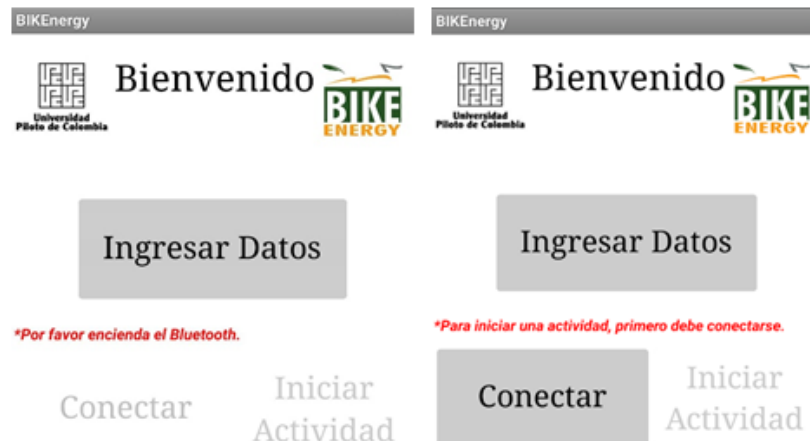 BIKEnergy
Bienvenido
Universidad
Piloto de Colombia
BIKE
ENERGY
Ingresar Datos
*Por favor encienda el Bluetooth.
Conectar
Iniciar
Actividad
BIKEnergy
Bienvenido
Universidad
Piloto de Colombia
BIKE
ENERGY
Ingresar Datos
*Para iniciar una actividad, primero debe conectarse.
Conectar
Iniciar
Actividad